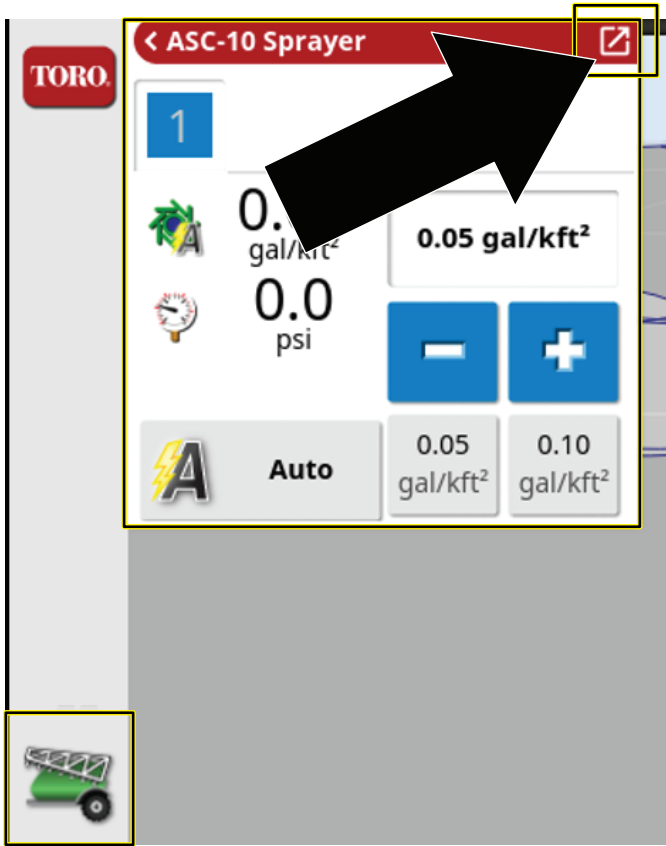 ASC-10 Sprayer
TORO.
1
0.
gal/kft²
0.05 gal/kft²
0.0
psi
Auto
0.05
gal/kft²
0.10
gal/kft²